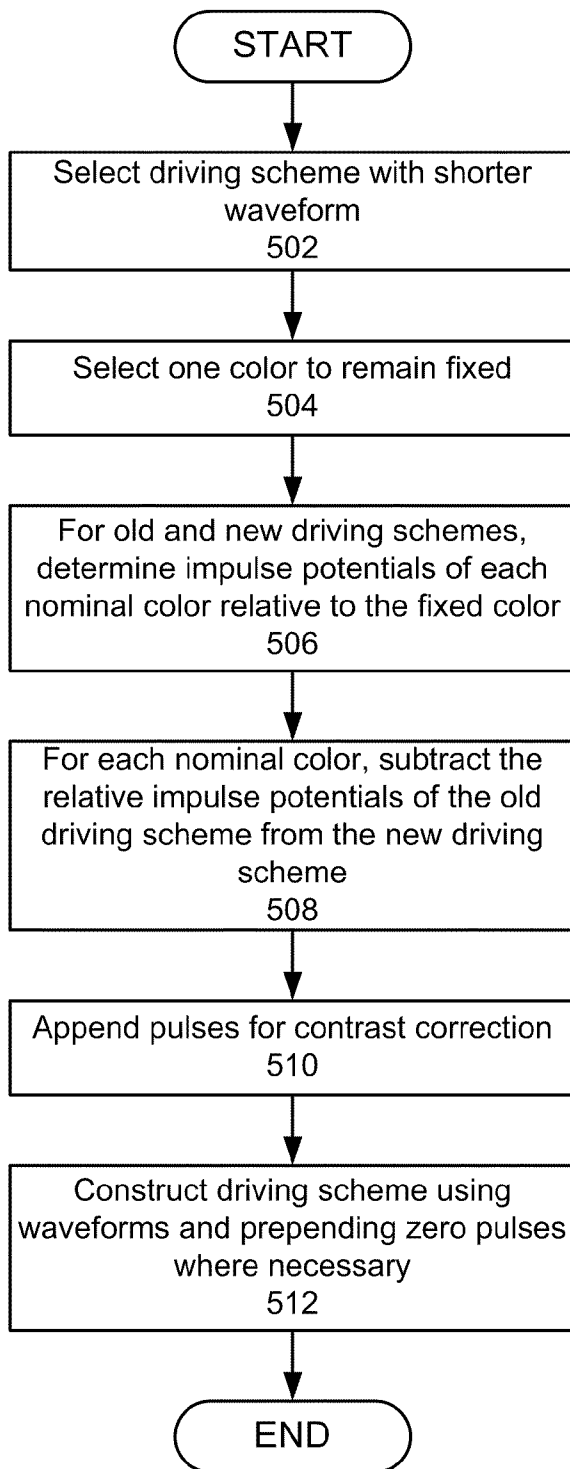 START
Select driving scheme with shorter
waveform
502
Select one color to remain fixed
504
For old and new driving schemes,
determine impulse potentials of each
nominal color relative to the fixed color
506
For each nominal color, subtract the
relative impulse potentials of the old
driving scheme from the new driving
scheme
508
Append pulses for contrast correction
510
Construct driving scheme using
waveforms and prepending zero pulses
where necessary
512
END